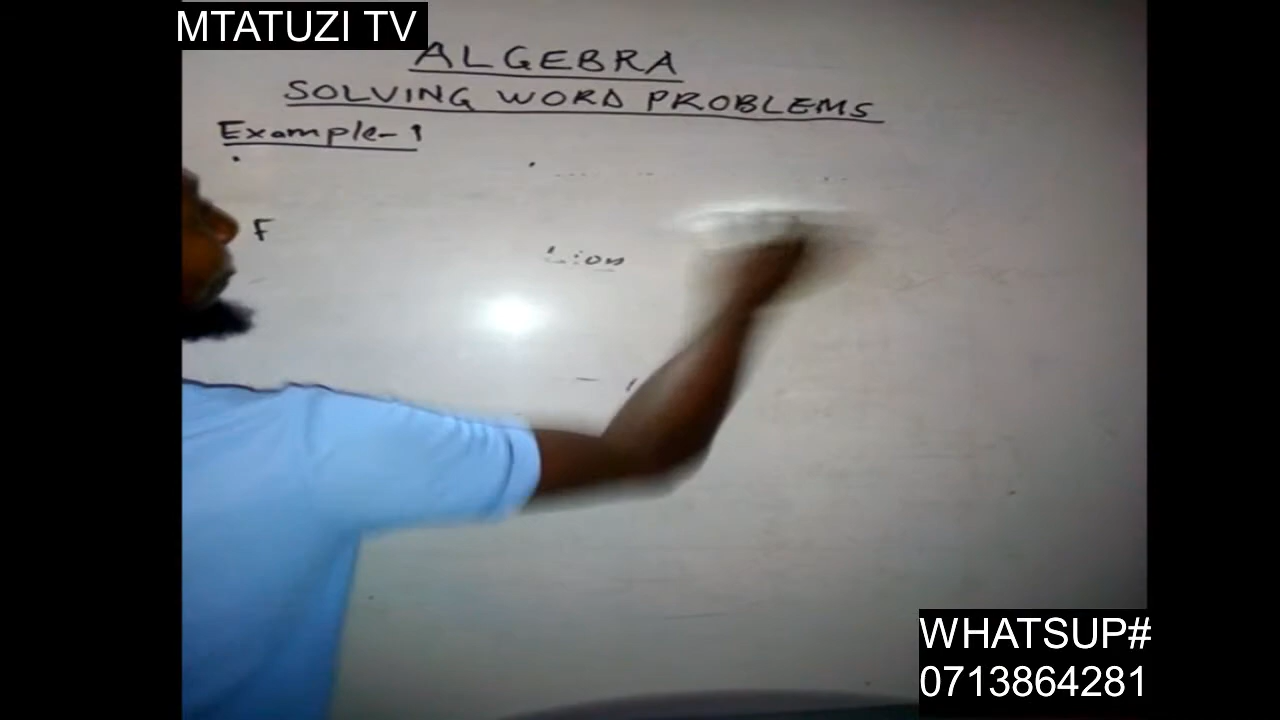 MTATUZI TV
ALGEBRA
SOLVING WORD PROBLEMS
Example-1
F
Lion
WHATSUP#
0713864281